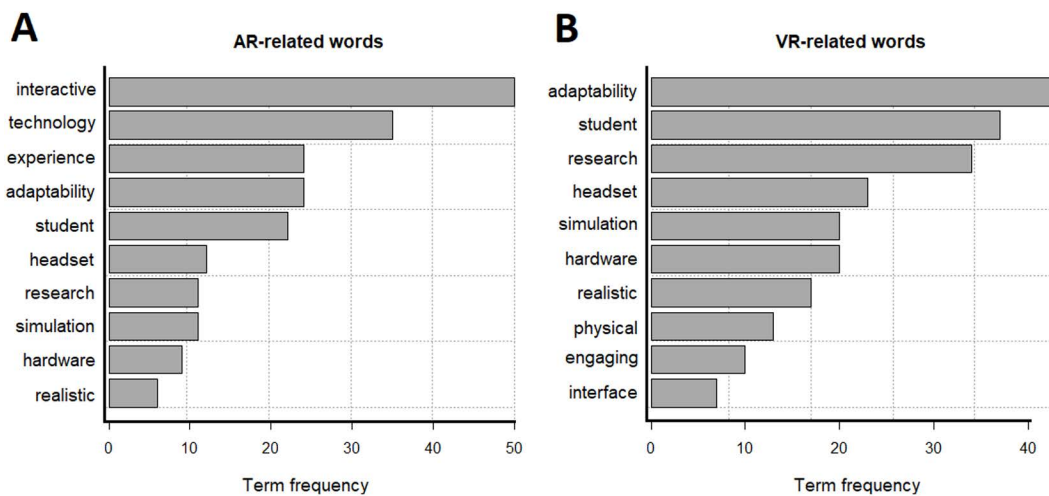 A
AR-related words
interactive
technology
experience
adaptability
student
headset
research
simulation
hardware
realistic
0 10 20 30 40 50
Term frequency
B
VR-related words
adaptability
student
research
headset
simulation
hardware
realistic
physical
engaging
interface
0 10 20 30 40
Term frequency